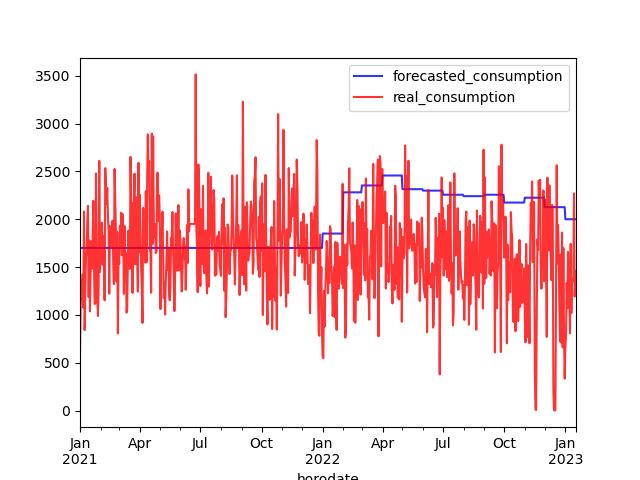 3500
3000
2500
2000
1500
1000
500
0
forecasted_consumption
real_consumption
Jan Apr Jul Oct Jan Apr Jul Oct Jan
2021 2022 2023
horodate